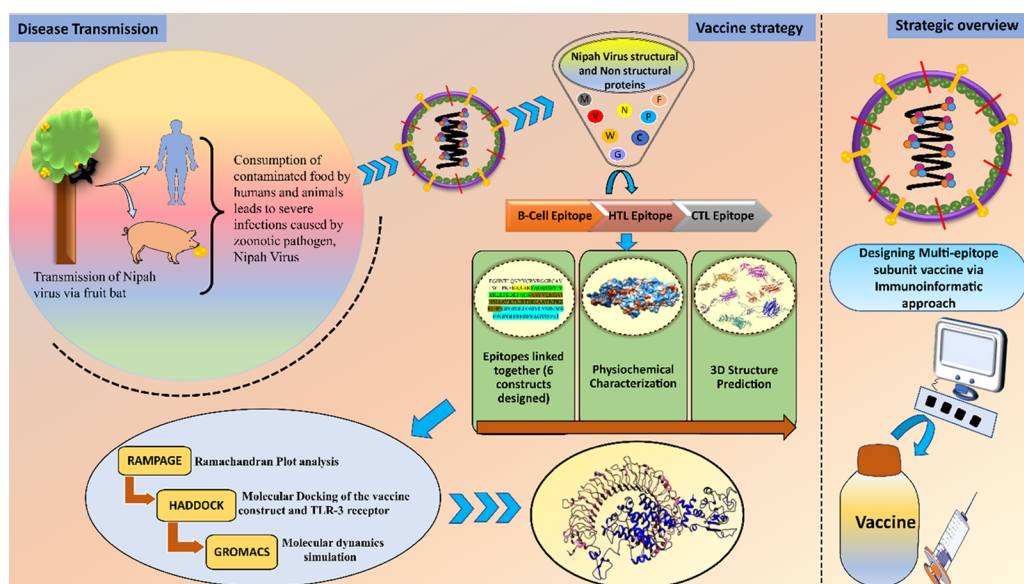 Disease Transmission
Vaccine strategy
Strategic overview
Consumption of
contaminated food by
humans and animals
leads to severe
infections caused by
zoonotic pathogen,
Nipah Virus
Transmission of Nipah
virus via fruit bat
Nipah Virus structural
and Non structural
proteins
M
F
V
N
P
W
C
G
B-Cell Epitope
HTL Epitope
CTL Epitope
Epitopes linked
together (6
constructs
designed)
Physiochemical
Characterization
3D Structure
Prediction
RAMPAGE
Ramachandran Plot analysis
HADDOCK
Molecular Docking of the vaccine
construct and TLR-3 receptor
GROMACS
Molecular dynamics
simulation
Designing Multi-epitope
subunit vaccine via
Immunoinformatic
approach
Vaccine